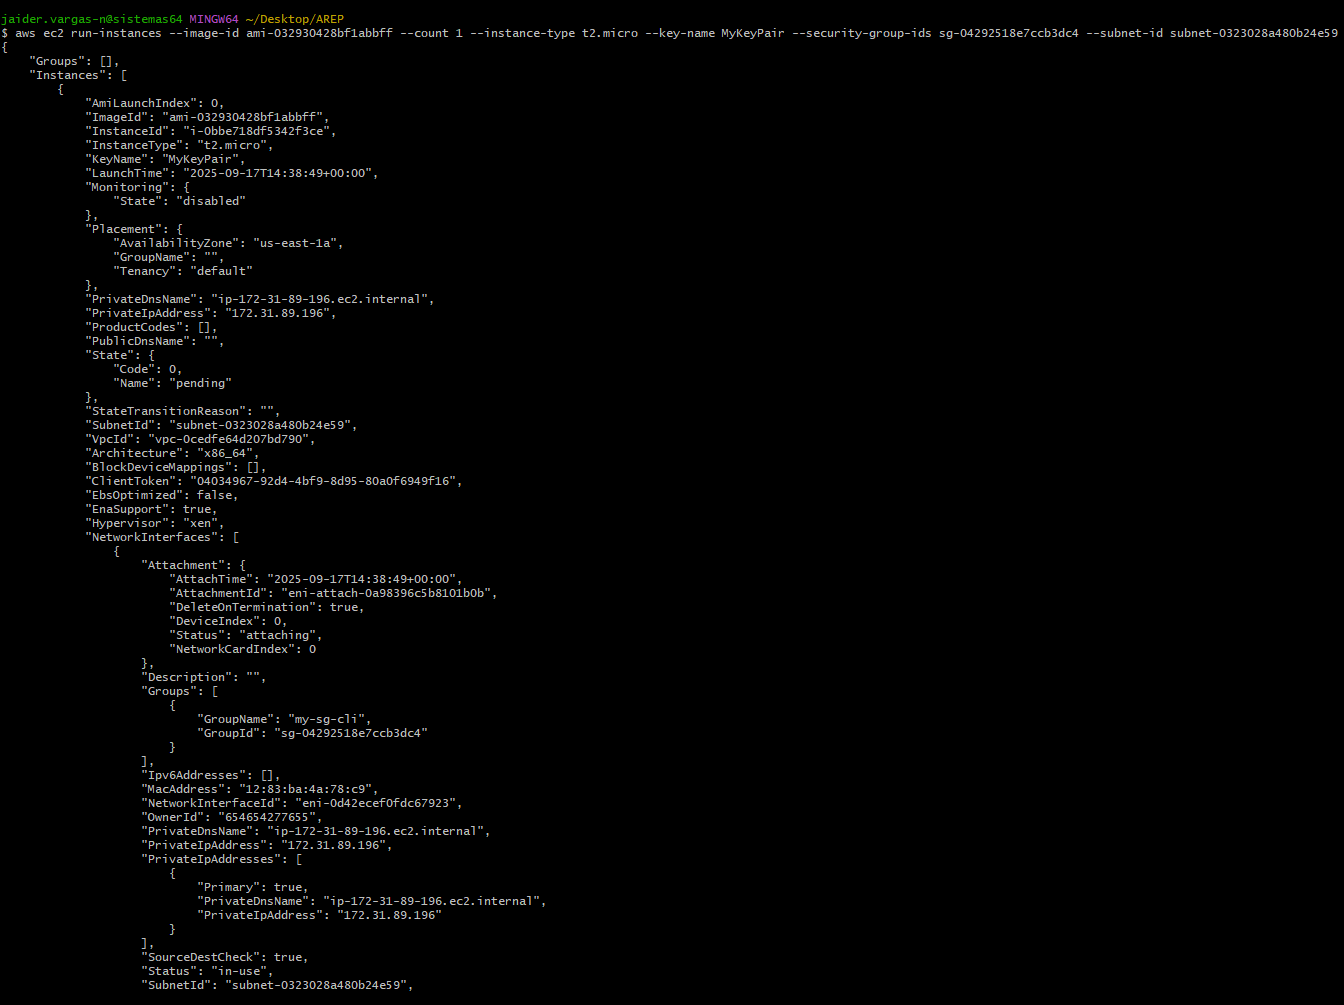 jaider.vargas-n@sistemas64 MINGW64 ~/Desktop/AREP
$ aws ec2 run-instances --image-id ami-032930428bf1abbff --count 1 --instance-type t2.micro --key-name MyKeyPair --security-group-ids sg-04292518e7ccb3dc4 --subnet-id subnet-0323028a480b24e59
{
    "Groups": [],
    "Instances": [
        {
            "AmiLaunchIndex": 0,
            "ImageId": "ami-032930428bf1abbff",
            "InstanceId": "i-0bbe718df5342f3ce",
            "InstanceType": "t2.micro",
            "KeyName": "MyKeyPair",
            "LaunchTime": "2025-09-17T14:38:49+00:00",
            "Monitoring": {
                "State": "disabled"
            },
            "Placement": {
                "AvailabilityZone": "us-east-1a",
                "GroupName": "",
                "Tenancy": "default"
            },
            "PrivateDnsName": "ip-172-31-89-196.ec2.internal",
            "PrivateIpAddress": "172.31.89.196",
            "ProductCodes": [],
            "PublicDnsName": "",
            "State": {
                "Code": 0,
                "Name": "pending"
            },
            "StateTransitionReason": "",
            "SubnetId": "subnet-0323028a480b24e59",
            "VpcId": "vpc-0cedfe64d207bd790",
            "Architecture": "x86_64",
            "BlockDeviceMappings": [],
            "ClientToken": "04034967-92d4-4bf9-8d95-80a0f6949f16",
            "EbsOptimized": false,
            "EnaSupport": true,
            "Hypervisor": "xen",
            "NetworkInterfaces": [
                {
                    "Attachment": {
                        "AttachTime": "2025-09-17T14:38:49+00:00",
                        "AttachmentId": "eni-attach-0a98396c5b8101b0b",
                        "DeleteOnTermination": true,
                        "DeviceIndex": 0,
                        "Status": "attaching",
                        "NetworkCardIndex": 0
                    },
                    "Description": "",
                    "Groups": [
                        {
                            "GroupName": "my-sg-cli",
                            "GroupId": "sg-04292518e7ccb3dc4"
                        }
                    ],
                    "Ipv6Addresses": [],
                    "MacAddress": "12:83:ba:4a:78:c9",
                    "NetworkInterfaceId": "eni-0d42ecef0fdc67923",
                    "OwnerId": "654654277655",
                    "PrivateDnsName": "ip-172-31-89-196.ec2.internal",
                    "PrivateIpAddress": "172.31.89.196",
                    "PrivateIpAddresses": [
                        {
                            "Primary": true,
                            "PrivateDnsName": "ip-172-31-89-196.ec2.internal",
                            "PrivateIpAddress": "172.31.89.196"
                        }
                    ],
                    "SourceDestCheck": true,
                    "Status": "in-use",
                    "SubnetId": "subnet-0323028a480b24e59",